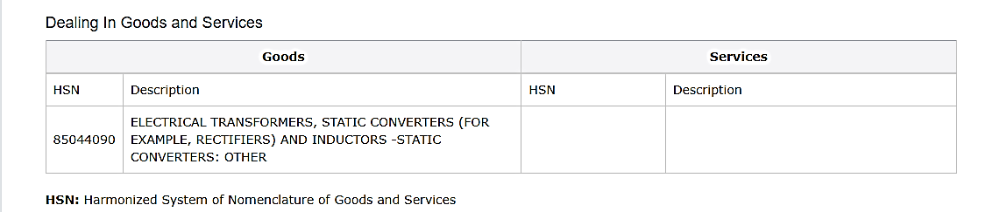 Dealing In Goods and Services
Goods Services
HSN Description HSN Description
85044090 ELECTRICAL TRANSFORMERS, STATIC CONVERTERS (FOR
EXAMPLE, RECTIFIERS) AND INDUCTORS -STATIC
CONVERTERS: OTHER
HSN: Harmonized System of Nomenclature of Goods and Services